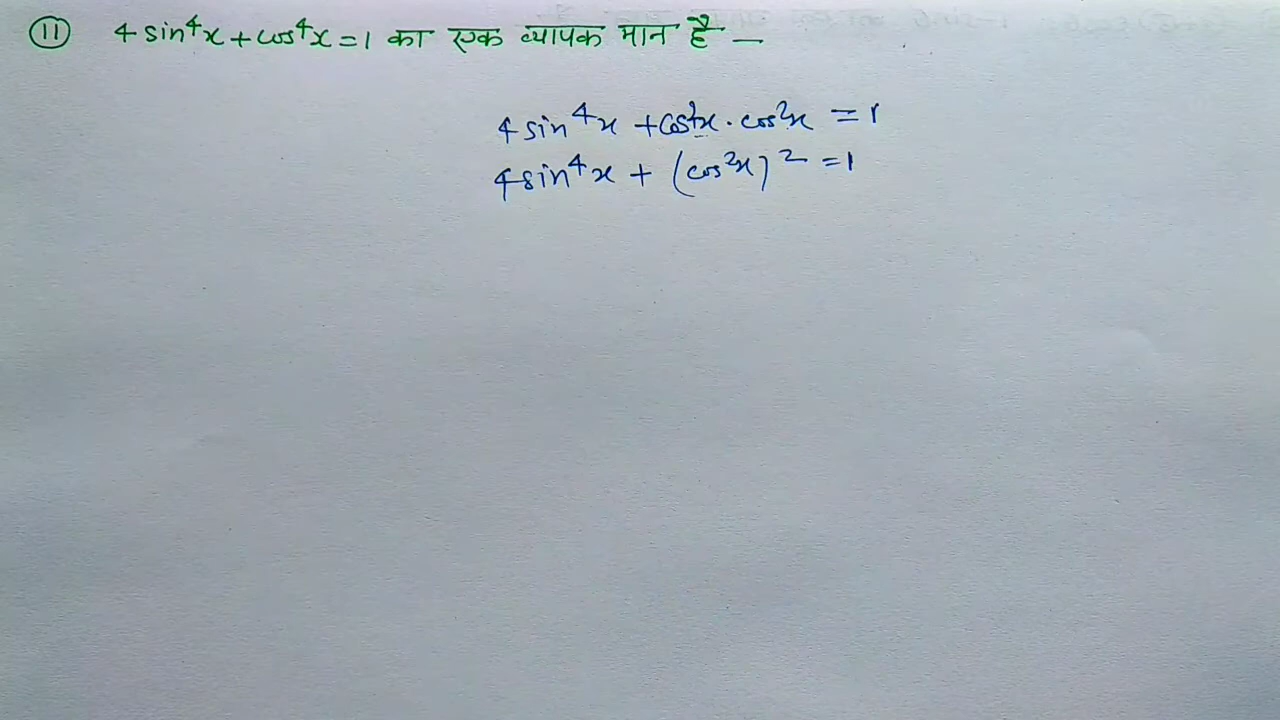 (11) 4 sin⁴x + cos⁴x = 1 का एक व्यापक मान है —
4 sin⁴x + cos²x . cos²x = 1
4 sin⁴x + (cos²x)² = 1